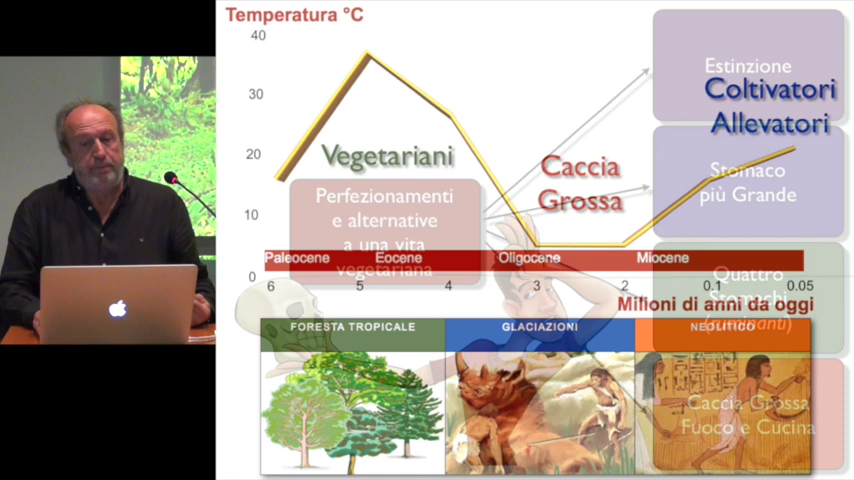 Temperatura °C
40
30
20
10
0
Vegetariani
Perfezionamenti
e alternative
a una vita
vegetariana
Caccia
Grossa
Estinzione
Coltivatori
Allevatori
Stomaco
più Grande
Quattro
Stomachi
(ruminanti)
Caccia Grossa
Fuoco e Cucina
Paleocene
Eocene
Oligocene
Miocene
6
5
4
3
2
0.1
0.05
Milioni di anni da oggi
FORESTA TROPICALE
GLACIAZIONI
NEOLITICO